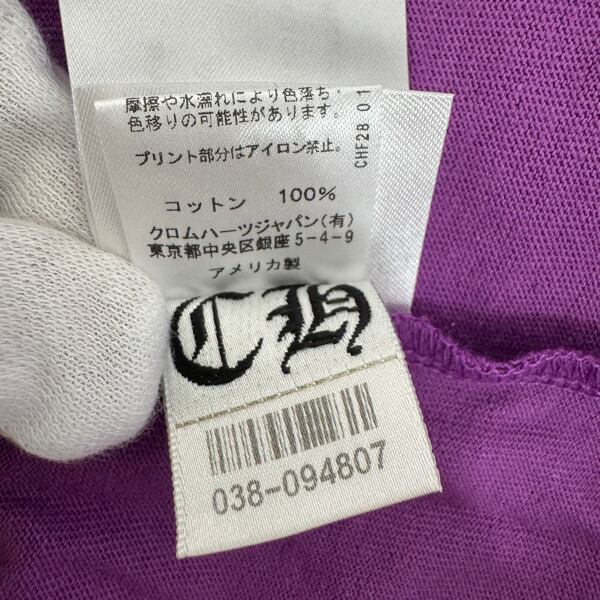 摩擦や水濡れにより色落ち・
色移りの可能性があります。
プリント部分はアイロン禁止。
コットン 100%
クロムハーツジャパン(有)
東京都中央区銀座5-4-9
アメリカ製
CHF28 01
CH
038-094807